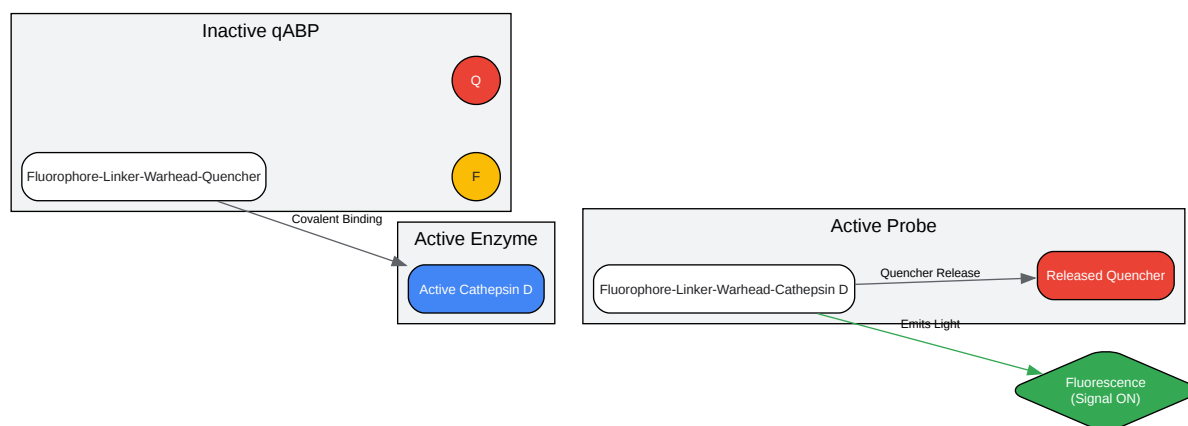 Inactive qABP
Q
Fluorophore-Linker-Warhead-Quencher
F
Covalent Binding
Active Enzyme
Active Cathepsin D
Active Probe
Fluorophore-Linker-Warhead-Cathepsin D
Quencher Release
Released Quencher
Emits Light
Fluorescence
(Signal ON)